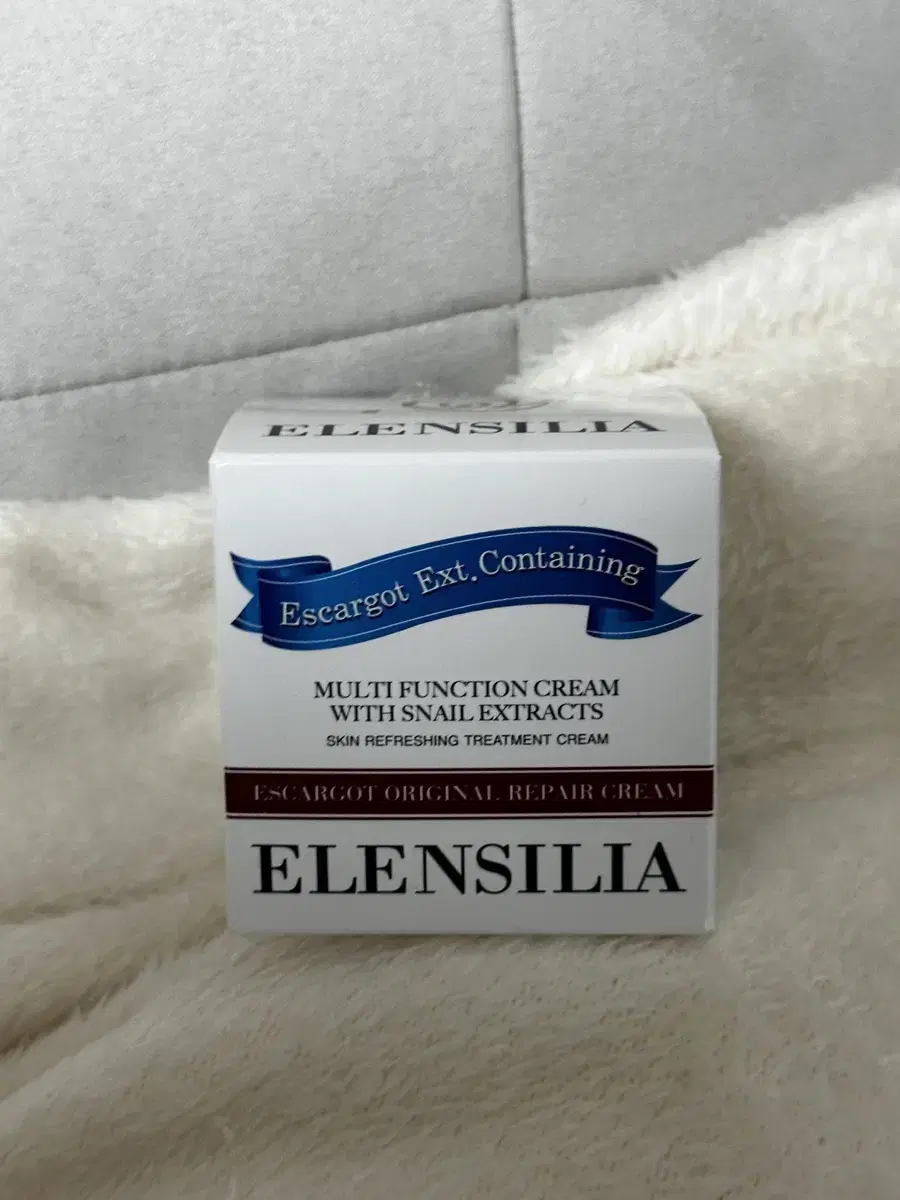 ELENSILIA
Escargot Ext. Containing
MULTI FUNCTION CREAM
WITH SNAIL EXTRACTS
SKIN REFRESHING TREATMENT CREAM
ESCARGOT ORIGINAL REPAIR CREAM
ELENSILIA